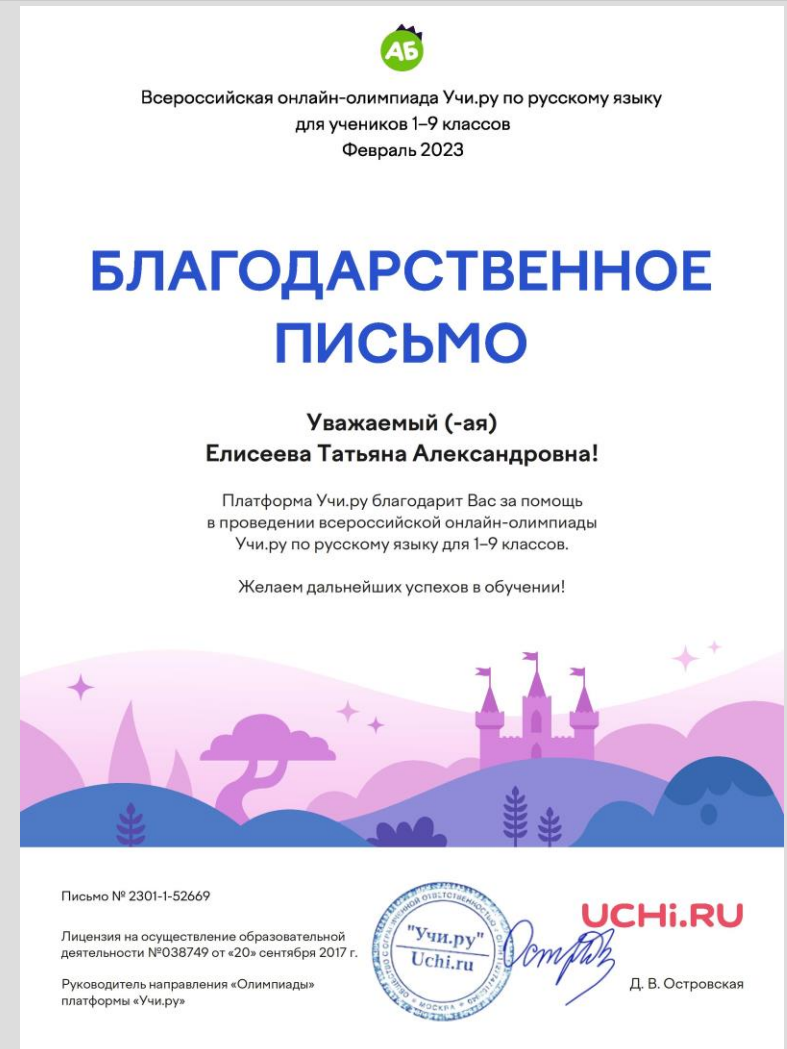 АБ
Всероссийская онлайн-олимпиада Учи.ру по русскому языку
для учеников 1–9 классов
Февраль 2023
БЛАГОДАРСТВЕННОЕ
ПИСЬМО
Уважаемый (-ая)
Елисеева Татьяна Александровна!
Платформа Учи.ру благодарит Вас за помощь
в проведении всероссийской онлайн-олимпиады
Учи.ру по русскому языку для 1–9 классов.
Желаем дальнейших успехов в обучении!
Письмо № 2301-1-52669
Лицензия на осуществление образовательной
деятельности №038749 от «20» сентября 2017 г.
Руководитель направления «Олимпиады»
платформы «Учи.ру»
"Учи.ру"
Uchi.ru
МОСКВА
UCHi.RU
Д. В. Островская